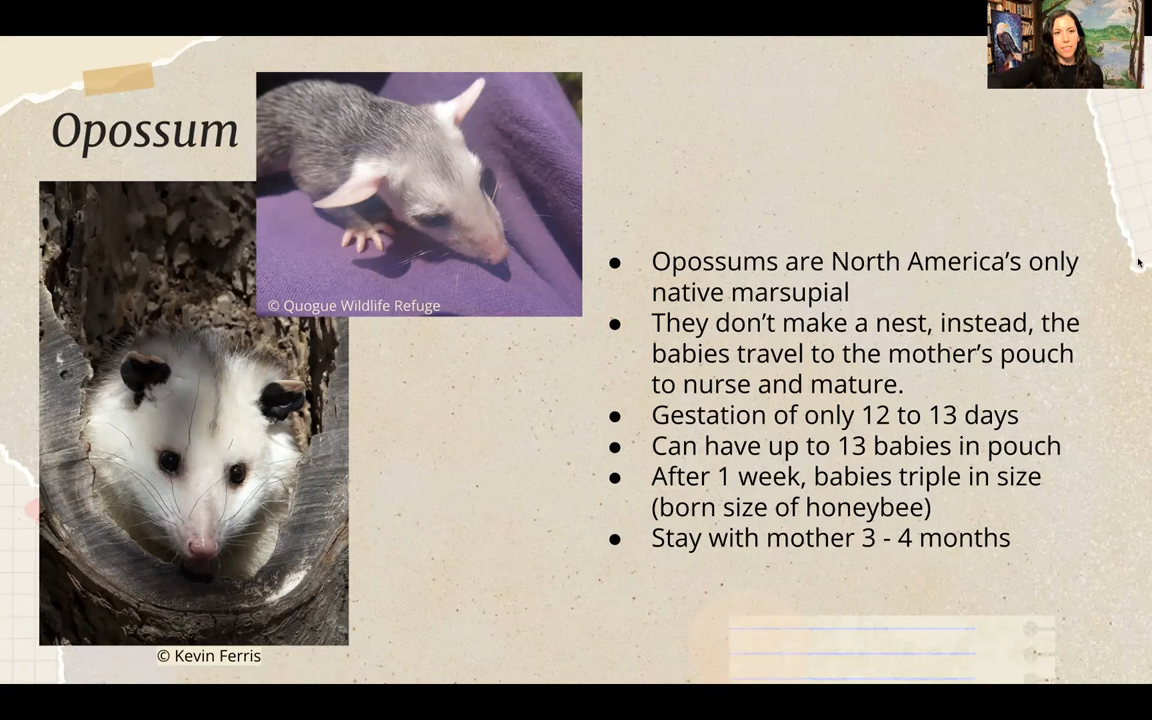 Opossum
© Quogue Wildlife Refuge
© Kevin Ferris
● Opossums are North America’s only
native marsupial
● They don’t make a nest, instead, the
babies travel to the mother’s pouch
to nurse and mature.
● Gestation of only 12 to 13 days
● Can have up to 13 babies in pouch
● After 1 week, babies triple in size
(born size of honeybee)
● Stay with mother 3 - 4 months